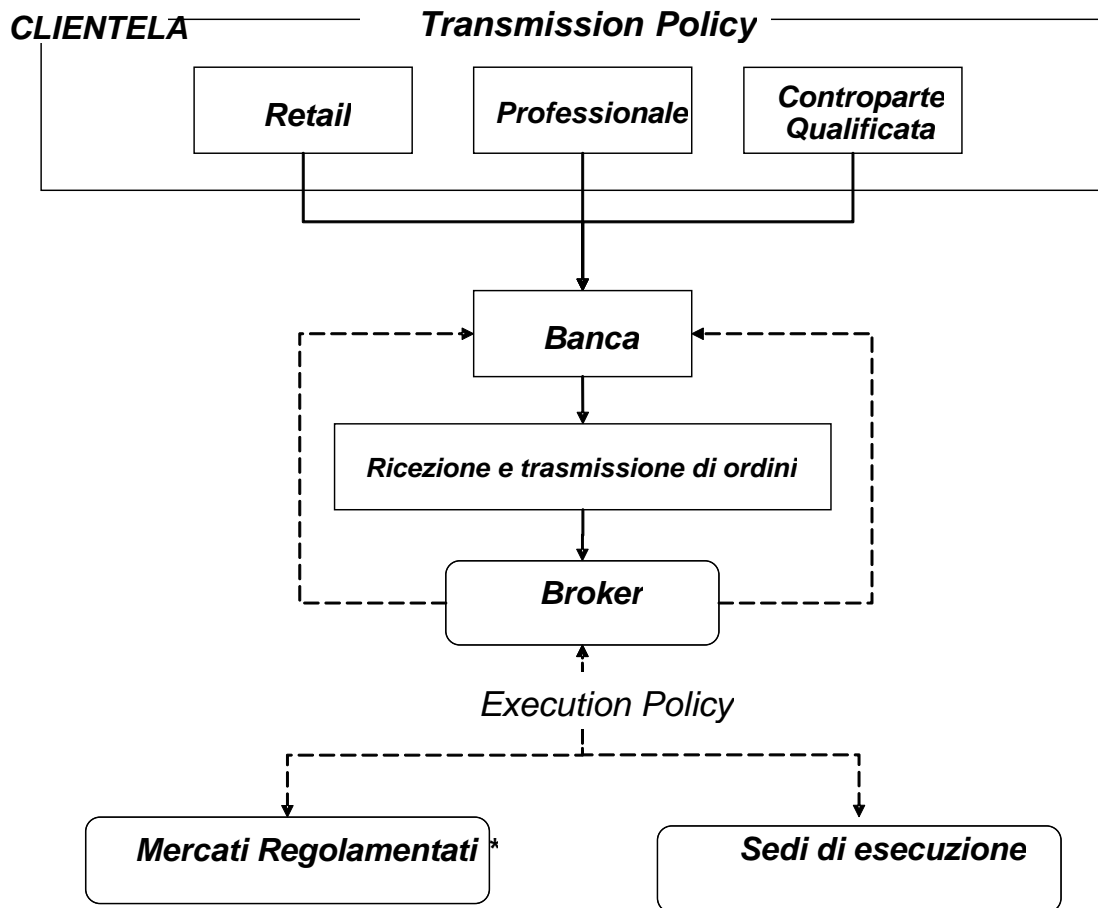 CLIENTELA
Transmission Policy
Retail
Professionale
Controparte
Qualificata
Banca
Ricezione e trasmissione di ordini
Broker
Execution Policy
Mercati Regolamentati *
Sedi di esecuzione